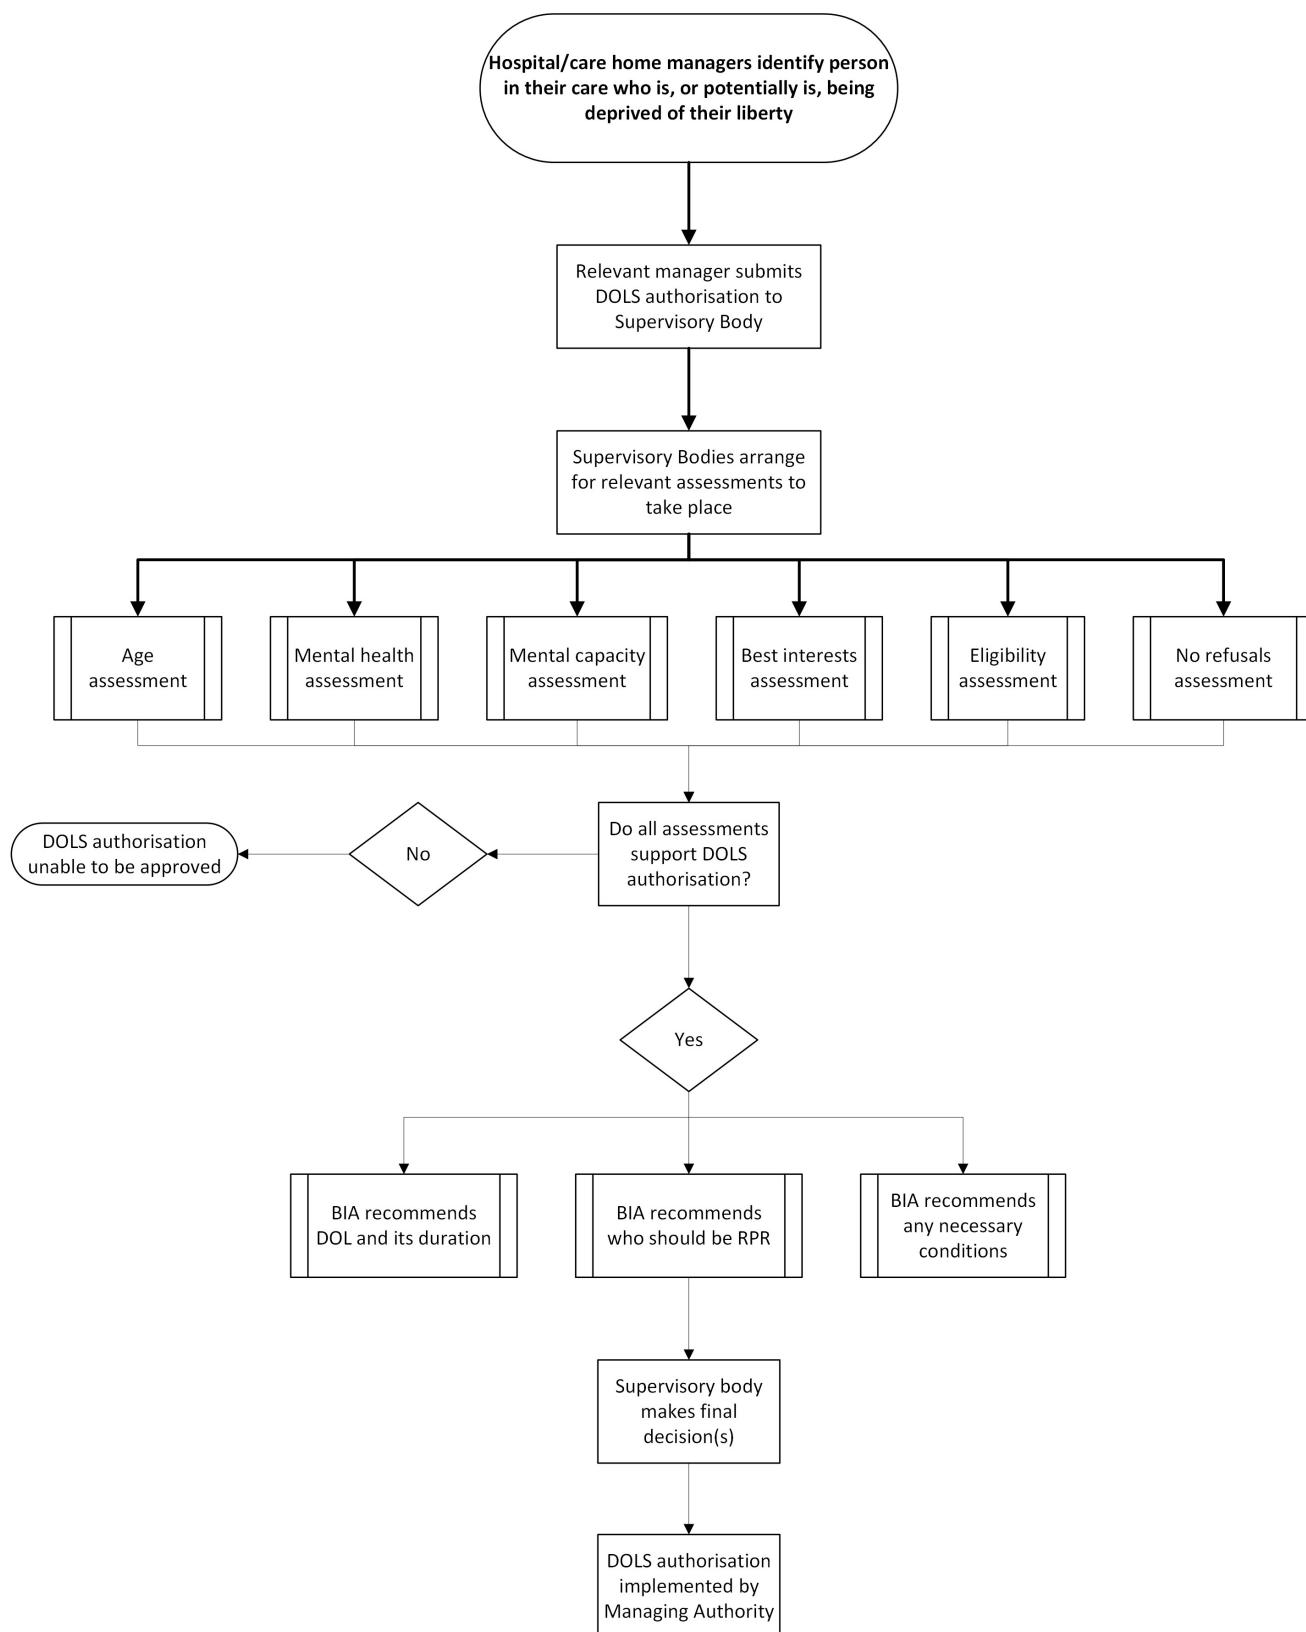 Hospital/care home managers identify person
in their care who is, or potentially is, being
deprived of their liberty
Relevant manager submits
DOLS authorisation to
Supervisory Body
Supervisory Bodies arrange
for relevant assessments to
take place
Age
assessment
Mental health
assessment
Mental capacity
assessment
Best interests
assessment
Eligibility
assessment
No refusals
assessment
DOLS authorisation
unable to be approved
No
Do all assessments
support DOLS
authorisation?
Yes
BIA recommends
DOL and its duration
BIA recommends
who should be RPR
BIA recommends
any necessary
conditions
Supervisory body
makes final
decision(s)
DOLS authorisation
implemented by
Managing Authority